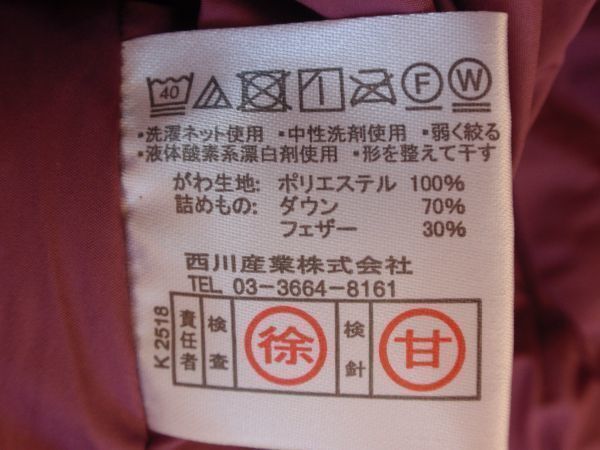 40 F W
・洗濯ネット使用 ・中性洗剤使用 ・弱く絞る
・液体酸素系漂白剤使用 ・形を整えて干す
がわ生地: ポリエステル 100%
詰めもの: ダウン 70%
フェザー 30%
西川産業株式会社
TEL 03-3664-8161
K 2518
責任者 検査 徐 検針 甘